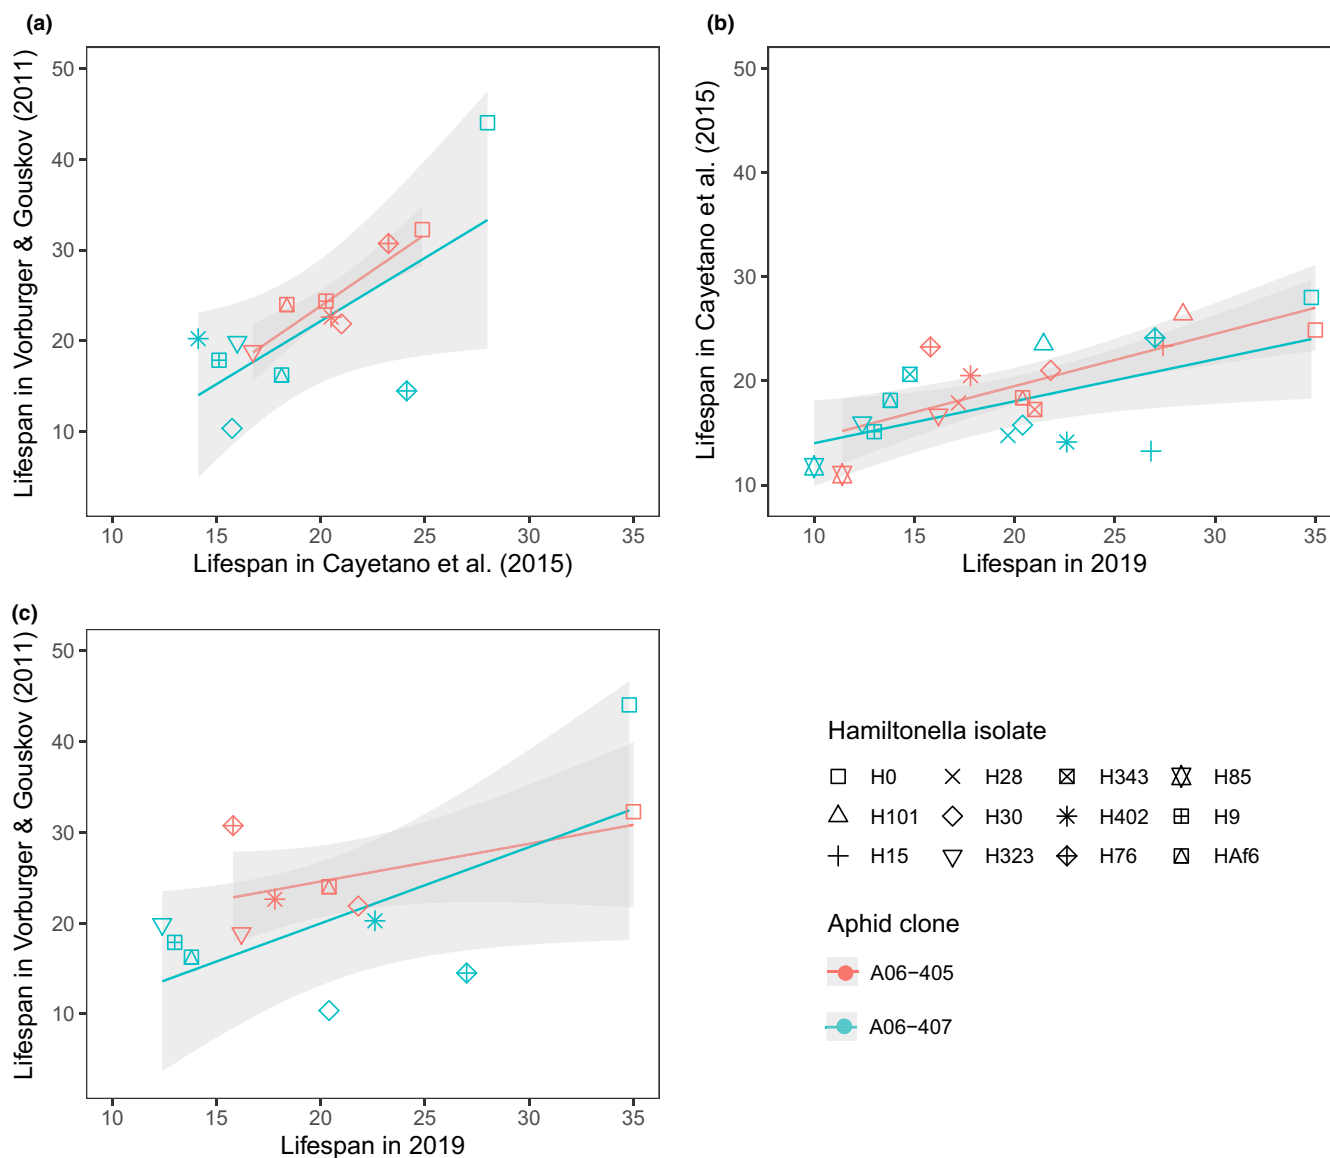 (a)
Lifespan in Vorburger & Gouskov (2011)
50
40
30
20
10
10 15 20 25 30 35
Lifespan in Cayetano et al. (2015)
(b)
Lifespan in Cayetano et al. (2015)
50
40
30
20
10
10 15 20 25 30 35
Lifespan in 2019
(c)
Lifespan in Vorburger & Gouskov (2011)
50
40
30
20
10
10 15 20 25 30 35
Lifespan in 2019
Hamiltonella isolate
H0 H28 H343 H85
H101 H30 H402 H9
H15 H323 H76 HAf6
Aphid clone
A06−405
A06−407